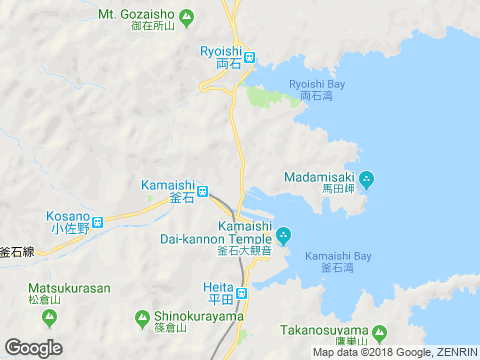 Mt. Gozaisho
御在所山
Ryoishi
両石
Ryoishi Bay
両石湾
Madamisaki
馬田岬
Kamaishi
釜石
Kosano
小佐野
釜石線
Kamaishi
Dai-kannon Temple
釜石大観音
Kamaishi Bay
釜石湾
Heita
平田
Matsukurasan
松倉山
Shinokurayama
篠倉山
Takanosuyama
鷹巣山
Google
Map data ©2018 Google, ZENRIN